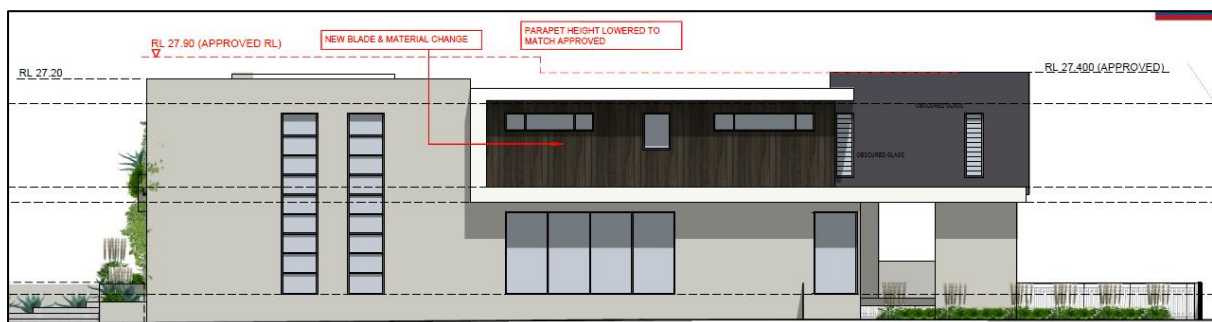 PARAPET HEIGHT LOWERED TO
MATCH APPROVED
NEW BLADE & MATERIAL CHANGE
RL 27.90 (APPROVED RL)
RL 27.20
RL 27.400 (APPROVED)
OBSCURED GLASS
OBSCURED GLASS